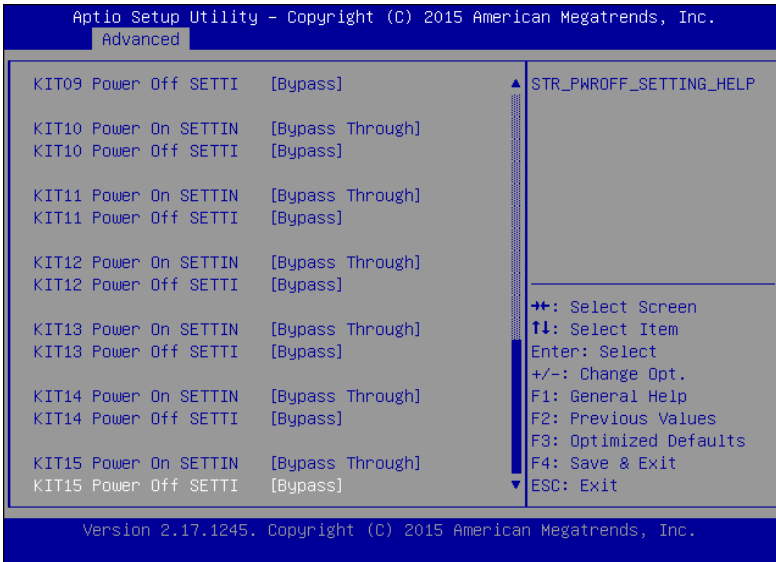 Aptio Setup Utility – Copyright (C) 2015 American Megatrends, Inc.
Advanced
KIT09 Power Off SETTI [Bypass]
KIT10 Power On SETTIN [Bypass Through]
KIT10 Power Off SETTI [Bypass]
KIT11 Power On SETTIN [Bypass Through]
KIT11 Power Off SETTI [Bypass]
KIT12 Power On SETTIN [Bypass Through]
KIT12 Power Off SETTI [Bypass]
KIT13 Power On SETTIN [Bypass Through]
KIT13 Power Off SETTI [Bypass]
KIT14 Power On SETTIN [Bypass Through]
KIT14 Power Off SETTI [Bypass]
KIT15 Power On SETTIN [Bypass Through]
KIT15 Power Off SETTI [Bypass]
STR_PWROFF_SETTING_HELP
→←: Select Screen
↑↓: Select Item
Enter: Select
+/-: Change Opt.
F1: General Help
F2: Previous Values
F3: Optimized Defaults
F4: Save & Exit
ESC: Exit
Version 2.17.1245. Copyright (C) 2015 American Megatrends, Inc.